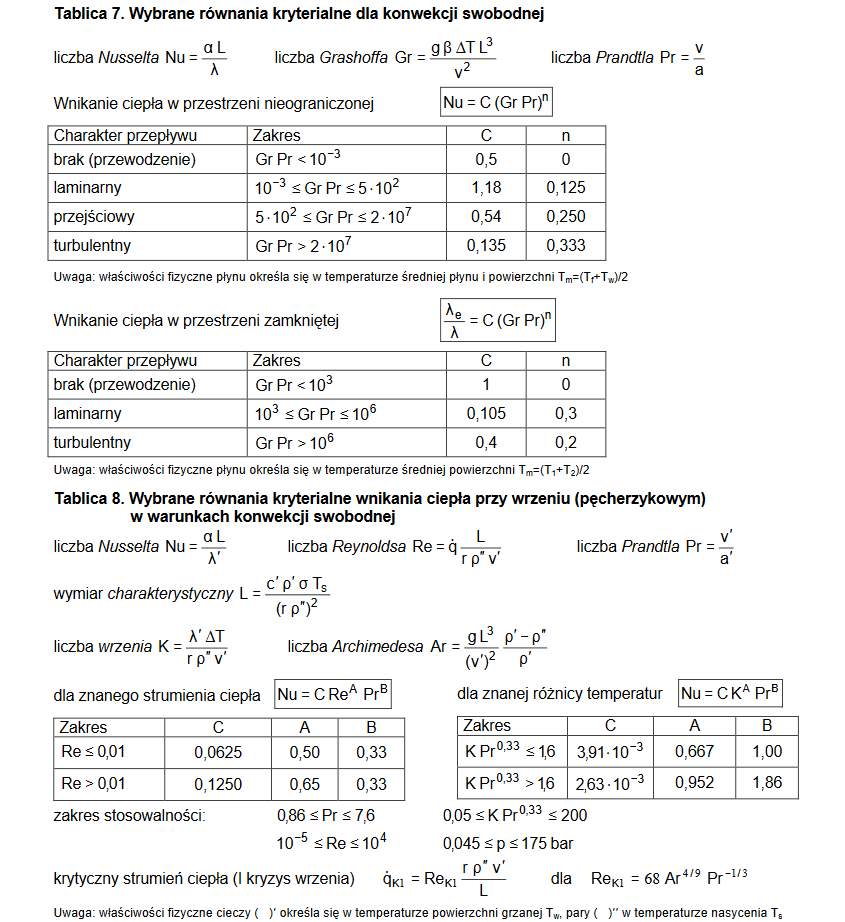 Tablica 7. Wybrane równania kryterialne dla konwekcji swobodnej
liczba Nusselta Nu = α L / λ liczba Grashoffa Gr = g β ΔT L³ / ν² liczba Prandtla Pr = ν / a
Wnikanie ciepła w przestrzeni nieograniczonej Nu = C (Gr Pr)ⁿ
Charakter przepływu Zakres C n
brak (przewodzenie) Gr Pr < 10⁻³ 0,5 0
laminarny 10⁻³ ≤ Gr Pr ≤ 5·10² 1,18 0,125
przejściowy 5·10² ≤ Gr Pr ≤ 2·10⁷ 0,54 0,250
turbulentny Gr Pr > 2·10⁷ 0,135 0,333
Uwaga: właściwości fizyczne płynu określa się w temperaturze średniej płynu i powierzchni Tm=(Tf+Tw)/2
Wnikanie ciepła w przestrzeni zamkniętej λe / λ = C (Gr Pr)ⁿ
Charakter przepływu Zakres C n
brak (przewodzenie) Gr Pr < 10³ 1 0
laminarny 10³ ≤ Gr Pr ≤ 10⁶ 0,105 0,3
turbulentny Gr Pr > 10⁶ 0,4 0,2
Uwaga: właściwości fizyczne płynu określa się w temperaturze średniej powierzchni Tm=(T1+T2)/2
Tablica 8. Wybrane równania kryterialne wnikania ciepła przy wrzeniu (pęcherzykowym)
w warunkach konwekcji swobodnej
liczba Nusselta Nu = α L / λ′ liczba Reynoldsa Re = q̇ L / r ρ″ ν′ liczba Prandtla Pr = ν′ / a′
wymiar charakterystyczny L = c′ ρ′ σ Ts / (r ρ″)²
liczba wrzenia K = λ′ ΔT / r ρ″ ν′ liczba Archimedesa Ar = g L³ / (ν′)² ρ′ − ρ″ / ρ′
dla znanego strumienia ciepła Nu = C Re^A Pr^B dla znanej różnicy temperatur Nu = C K^A Pr^B
Zakres C A B Zakres C A B
Re ≤ 0,01 0,0625 0,50 0,33 K Pr^0,33 ≤ 1,6 3,91·10⁻³ 0,667 1,00
Re > 0,01 0,1250 0,65 0,33 K Pr^0,33 > 1,6 2,63·10⁻³ 0,952 1,86
zakres stosowalności: 0,86 ≤ Pr ≤ 7,6 0,05 ≤ K Pr^0,33 ≤ 200
10⁻⁵ ≤ Re ≤ 10⁴ 0,045 ≤ p ≤ 175 bar
krytyczny strumień ciepła (I kryzys wrzenia) q̇K1 = ReK1 r ρ″ ν′ / L dla ReK1 = 68 Ar^4/9 Pr^−1/3
Uwaga: właściwości fizyczne cieczy ( )′ określa się w temperaturze powierzchni grzanej Tw, pary ( )″ w temperaturze nasycenia Ts